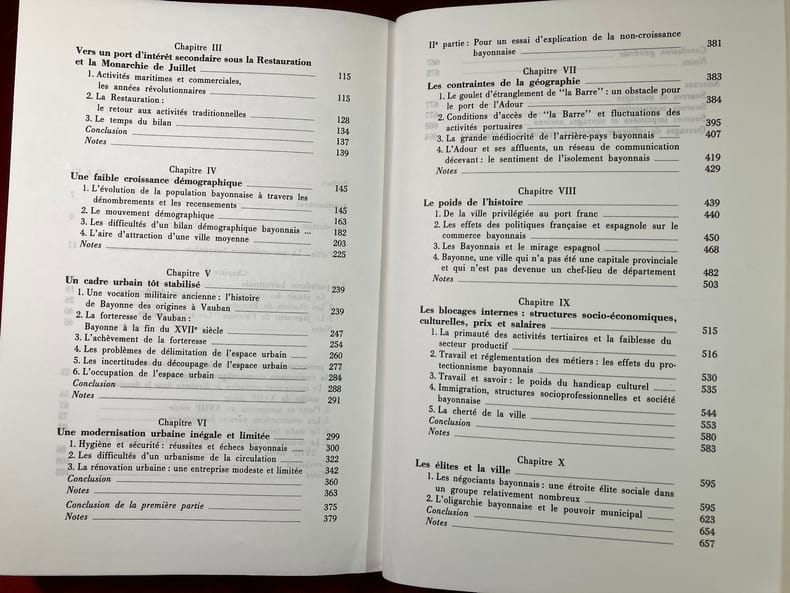 Chapitre III
Vers un port d'intérêt secondaire sous la Restauration
et la Monarchie de Juillet 115
1. Activités maritimes et commerciales,
les années révolutionnaires 115
2. La Restauration :
le retour aux activités traditionnelles 128
3. Le temps du bilan 134
Conclusion 137
Notes 139
Chapitre IV
Une faible croissance démographique 145
1. L'évolution de la population bayonnaise à travers les
dénombrements et les recensements 145
2. Le mouvement démographique 163
3. Les difficultés d'un bilan démographique bayonnais ... 182
4. L'aire d'attraction d'une ville moyenne 203
Notes 225
Chapitre V
Un cadre urbain tôt stabilisé 239
1. Une vocation militaire ancienne : l'histoire
de Bayonne des origines à Vauban 239
2. La forteresse de Vauban :
Bayonne à la fin du XVIIe siècle 247
3. L'achèvement de la forteresse 254
4. Les problèmes de délimitation de l'espace urbain 260
5. Les incertitudes du découpage de l'espace urbain 277
6. L'occupation de l'espace urbain 284
Conclusion 288
Notes 291
Chapitre VI
Une modernisation urbaine inégale et limitée 299
1. Hygiène et sécurité : réussites et échecs bayonnais 300
2. Les difficultés d'un urbanisme de la circulation 322
3. La rénovation urbaine : une entreprise modeste et limitée 342
Conclusion 360
Notes 363
Conclusion de la première partie 375
Notes 379
IIe partie : Pour un essai d'explication de la non-croissance
bayonnaise 381
Chapitre VII
Les contraintes de la géographie 383
1. Le goulet d'étranglement de "la Barre" : un obstacle pour
le port de l'Adour 384
2. Conditions d'accès de "la Barre" et fluctuations des
activités portuaires 395
3. La grande médiocrité de l'arrière-pays bayonnais 407
4. L'Adour et ses affluents, un réseau de communication
décevant : le sentiment de l'isolement bayonnais 419
Notes 429
Chapitre VIII
Le poids de l'histoire 439
1. De la ville privilégiée au port franc 440
2. Les effets des politiques française et espagnole sur le
commerce bayonnais 450
3. Les Bayonnais et le mirage espagnol 468
4. Bayonne, une ville qui n'a pas été une capitale provinciale
et qui n'est pas devenue un chef-lieu de département 482
Notes 503
Chapitre IX
Les blocages internes : structures socio-économiques,
culturelles, prix et salaires 515
1. La primauté des activités tertiaires et la faiblesse du
secteur productif 516
2. Travail et réglementation des métiers : les effets du pro-
tectionnisme bayonnais 530
3. Travail et savoir : le poids du handicap culturel 535
4. Immigration, structures socioprofessionnelles et société
bayonnaise 544
5. La cherté de la ville 553
Conclusion 580
Notes 583
Chapitre X
Les élites et la ville 595
1. Les négociants bayonnais : une étroite élite sociale dans
un groupe relativement nombreux 595
2. L'oligarchie bayonnaise et le pouvoir municipal 623
Conclusion 654
Notes 657